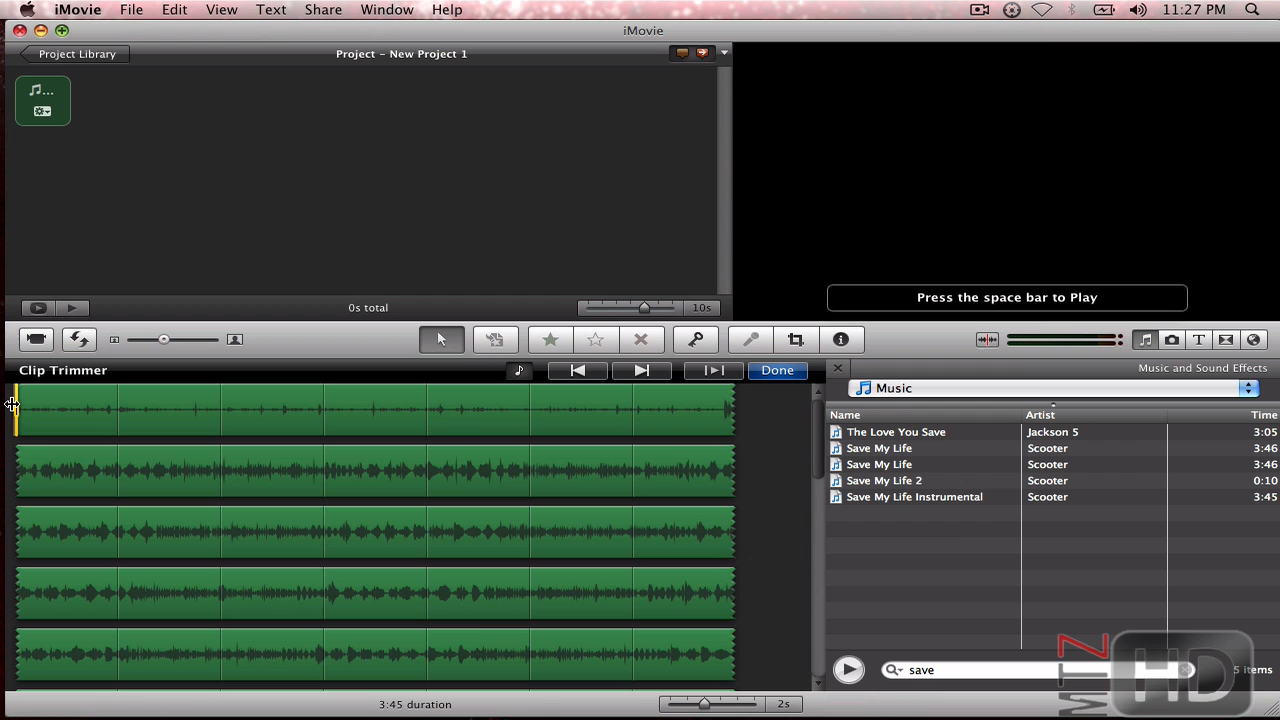 iMovie File Edit View Text Share Window Help 11:27 PM
iMovie
Project Library Project – New Project 1
♫...
0s total 10s
Press the space bar to Play
Clip Trimmer Done Music and Sound Effects
Music
Name Artist Time
The Love You Save Jackson 5 3:05
Save My Life Scooter 3:46
Save My Life Scooter 3:46
Save My Life 2 Scooter 0:10
Save My Life Instrumental Scooter 3:45
save 5 items
MTZ HD
3:45 duration 2s